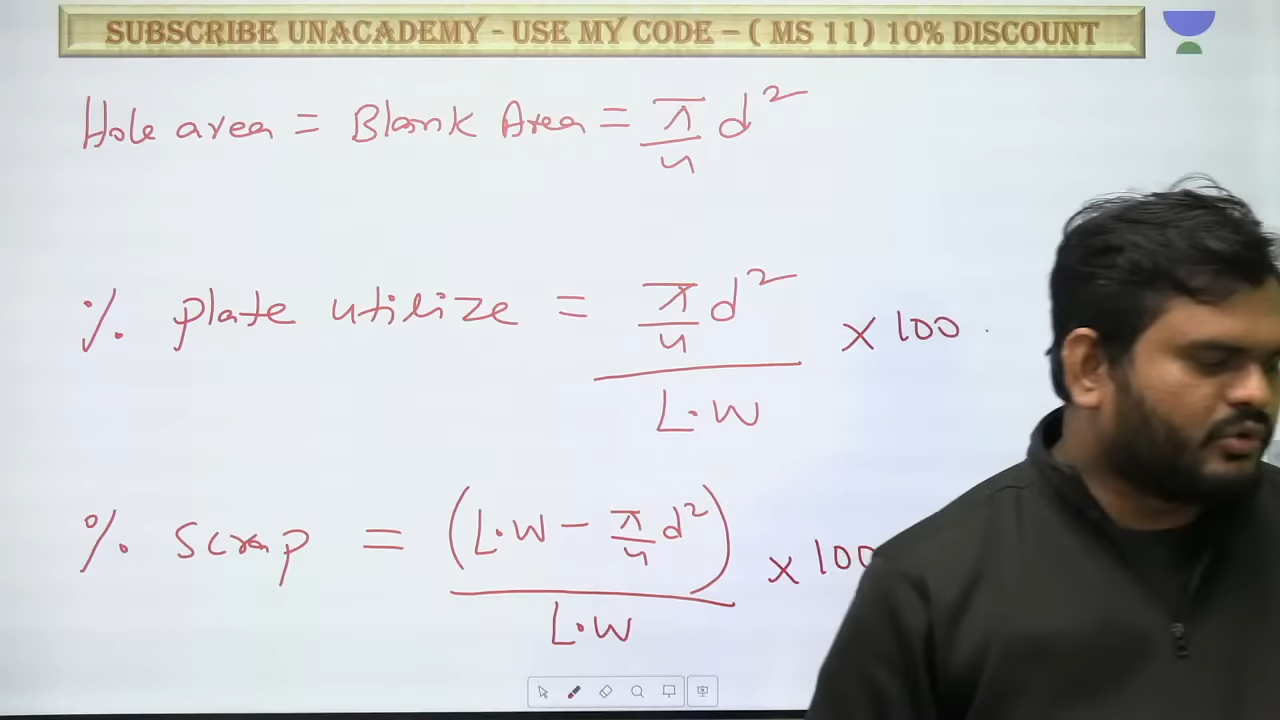 SUBSCRIBE UNACADEMY - USE MY CODE – ( MS 11) 10% DISCOUNT
Hole area = Blank Area = π/4 d²
% plate utilize = (π/4 d²)/(L·W) × 100
% Scrap = (L·W − π/4 d²)/(L·W) × 100